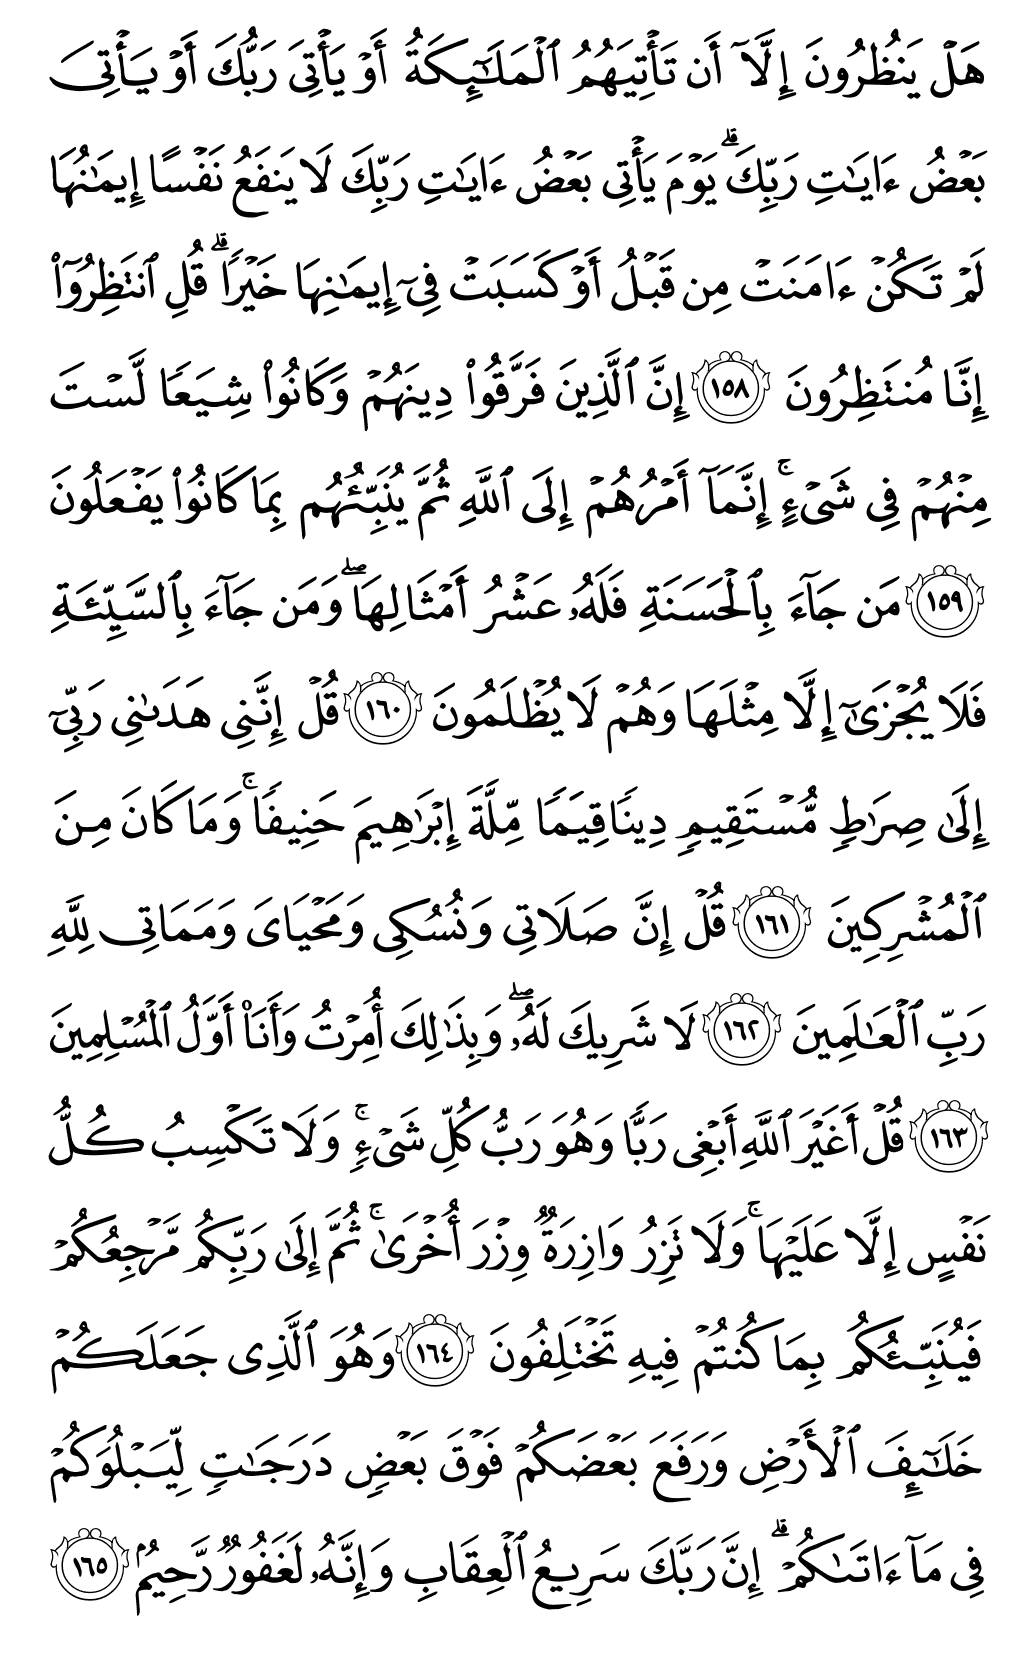 هَلْ يَنظُرُونَ إِلَّآ أَن تَأْتِيَهُمُ ٱلْمَلَـٰٓئِكَةُ أَوْ يَأْتِىَ رَبُّكَ أَوْ يَأْتِىَ
بَعْضُ ءَايَـٰتِ رَبِّكَ ۗ يَوْمَ يَأْتِى بَعْضُ ءَايَـٰتِ رَبِّكَ لَا يَنفَعُ نَفْسًا إِيمَـٰنُهَا
لَمْ تَكُنْ ءَامَنَتْ مِن قَبْلُ أَوْ كَسَبَتْ فِىٓ إِيمَـٰنِهَا خَيْرًا ۗ قُلِ ٱنتَظِرُوٓا۟
إِنَّا مُنتَظِرُونَ ١٥٨ إِنَّ ٱلَّذِينَ فَرَّقُوا۟ دِينَهُمْ وَكَانُوا۟ شِيَعًا لَّسْتَ
مِنْهُمْ فِى شَىْءٍ ۚ إِنَّمَآ أَمْرُهُمْ إِلَى ٱللَّهِ ثُمَّ يُنَبِّئُهُم بِمَا كَانُوا۟ يَفْعَلُونَ
١٥٩ مَن جَآءَ بِٱلْحَسَنَةِ فَلَهُۥ عَشْرُ أَمْثَالِهَا ۖ وَمَن جَآءَ بِٱلسَّيِّئَةِ
فَلَا يُجْزَىٰٓ إِلَّا مِثْلَهَا وَهُمْ لَا يُظْلَمُونَ ١٦٠ قُلْ إِنَّنِى هَدَىٰنِى رَبِّىٓ
إِلَىٰ صِرَٰطٍ مُّسْتَقِيمٍ دِينًا قِيَمًا مِّلَّةَ إِبْرَٰهِيمَ حَنِيفًا ۚ وَمَا كَانَ مِنَ
ٱلْمُشْرِكِينَ ١٦١ قُلْ إِنَّ صَلَاتِى وَنُسُكِى وَمَحْيَاىَ وَمَمَاتِى لِلَّهِ
رَبِّ ٱلْعَـٰلَمِينَ ١٦٢ لَا شَرِيكَ لَهُۥ ۖ وَبِذَٰلِكَ أُمِرْتُ وَأَنَا۠ أَوَّلُ ٱلْمُسْلِمِينَ
١٦٣ قُلْ أَغَيْرَ ٱللَّهِ أَبْغِى رَبًّا وَهُوَ رَبُّ كُلِّ شَىْءٍ ۚ وَلَا تَكْسِبُ كُلُّ
نَفْسٍ إِلَّا عَلَيْهَا ۚ وَلَا تَزِرُ وَازِرَةٌ وِزْرَ أُخْرَىٰ ۚ ثُمَّ إِلَىٰ رَبِّكُم مَّرْجِعُكُمْ
فَيُنَبِّئُكُم بِمَا كُنتُمْ فِيهِ تَخْتَلِفُونَ ١٦٤ وَهُوَ ٱلَّذِى جَعَلَكُمْ
خَلَـٰٓئِفَ ٱلْأَرْضِ وَرَفَعَ بَعْضَكُمْ فَوْقَ بَعْضٍ دَرَجَـٰتٍ لِّيَبْلُوَكُمْ
فِى مَآ ءَاتَىٰكُمْ ۗ إِنَّ رَبَّكَ سَرِيعُ ٱلْعِقَابِ وَإِنَّهُۥ لَغَفُورٌ رَّحِيمٌۢ ١٦٥